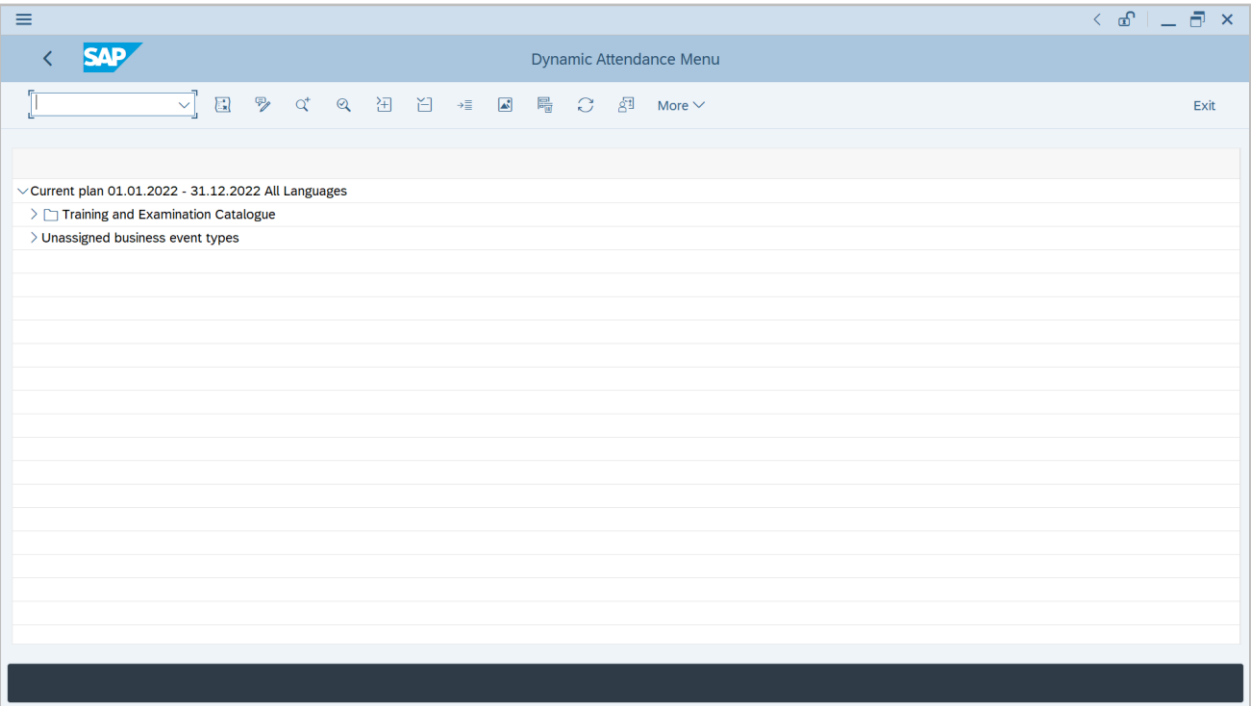 SAP
Dynamic Attendance Menu
More
Exit
Current plan 01.01.2022 - 31.12.2022 All Languages
Training and Examination Catalogue
Unassigned business event types